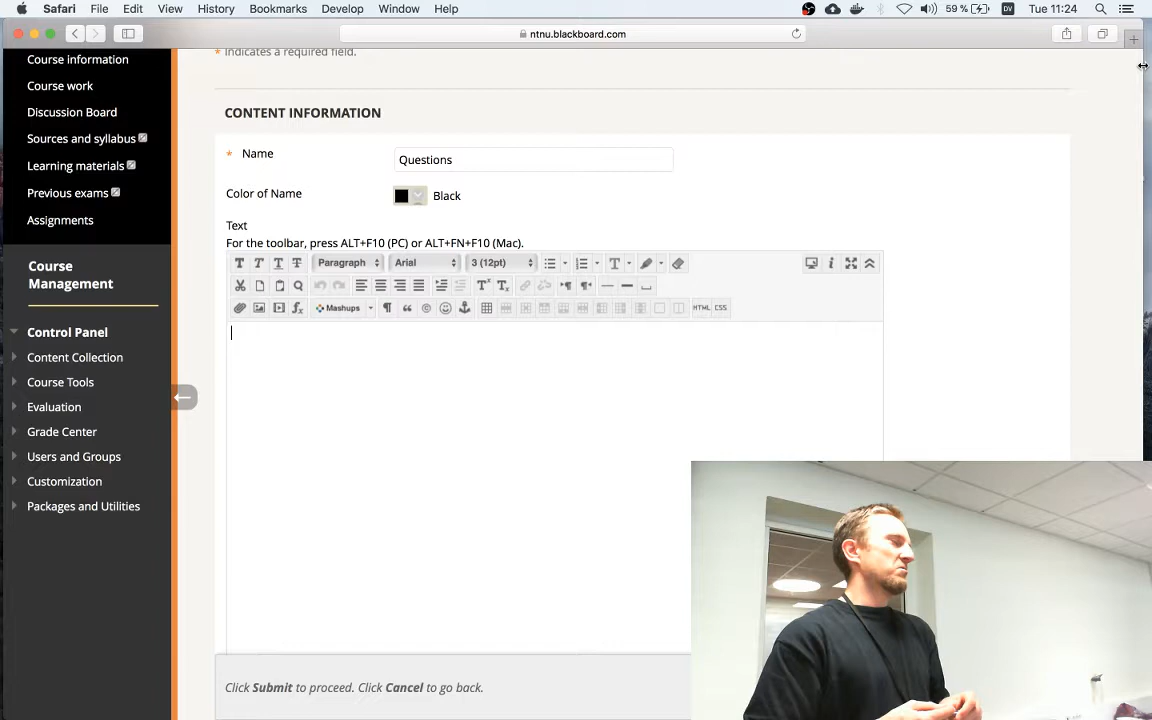 Safari File Edit View History Bookmarks Develop Window Help 59 % DV Tue 11:24
ntnu.blackboard.com
* Indicates a required field.
Course information
Course work
Discussion Board
Sources and syllabus
Learning materials
Previous exams
Assignments
Course Management
Control Panel
Content Collection
Course Tools
Evaluation
Grade Center
Users and Groups
Customization
Packages and Utilities
CONTENT INFORMATION
* Name Questions
Color of Name Black
Text
For the toolbar, press ALT+F10 (PC) or ALT+FN+F10 (Mac).
T T T T Paragraph Arial 3 (12pt) T i
Mashups HTML CSS
Click Submit to proceed. Click Cancel to go back.